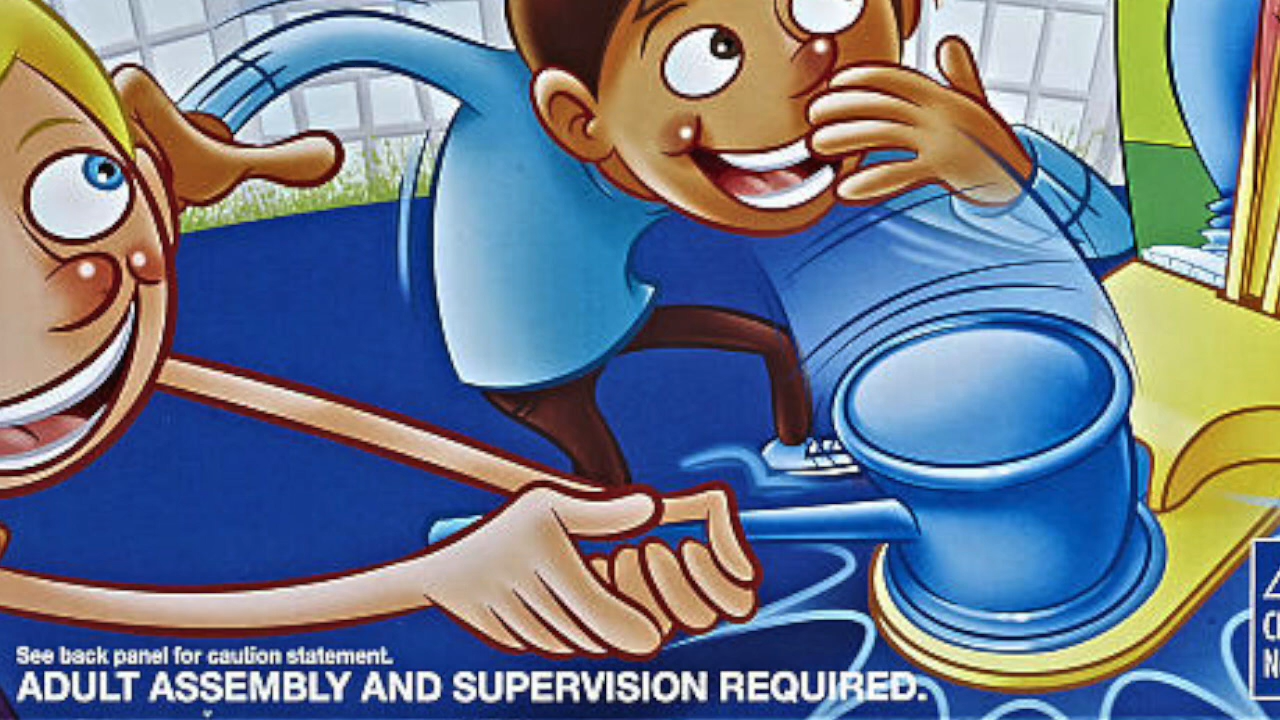 See back panel for caution statement.
ADULT ASSEMBLY AND SUPERVISION REQUIRED.